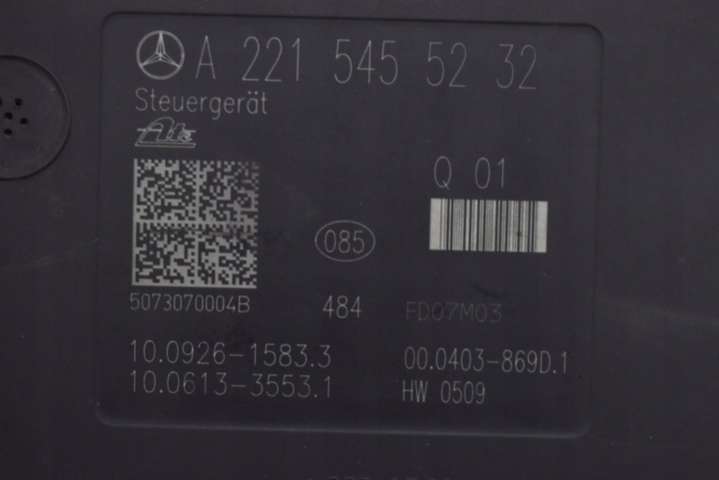 A 221 545 52 32
Steuergerät
Ate
Q 01
085
5073070004B
484
FD07M03
10.0926-1583.3
00.0403-869D.1
10.0613-3553.1
HW 0509